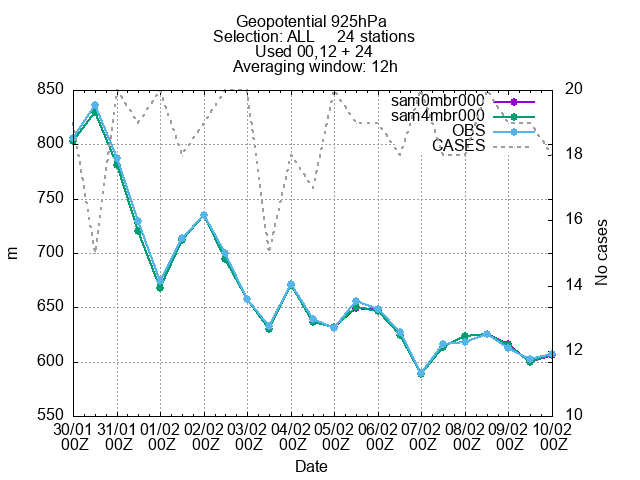 Geopotential 925hPa
Selection: ALL 24 stations
Used 00,12 + 24
Averaging window: 12h
850
800
750
700
650
600
550
m
20
18
16
14
12
10
No cases
sam0mbr000
sam4mbr000
OBS
CASES
30/01 31/01 01/02 02/02 03/02 04/02 05/02 06/02 07/02 08/02 09/02 10/02
00Z 00Z 00Z 00Z 00Z 00Z 00Z 00Z 00Z 00Z 00Z 00Z
Date